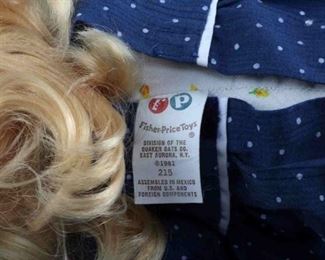 FP
Fisher-Price Toys
DIVISION OF THE
QUAKER OATS CO.
EAST AURORA, N.Y.
©1981
215
ASSEMBLED IN MEXICO
FROM U.S. AND
FOREIGN COMPONENTS